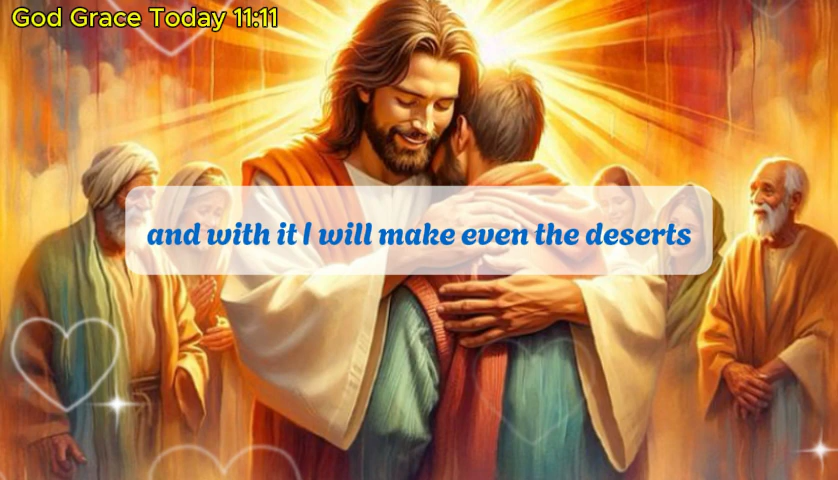 God Grace Today 11:11
and with it I will make even the deserts